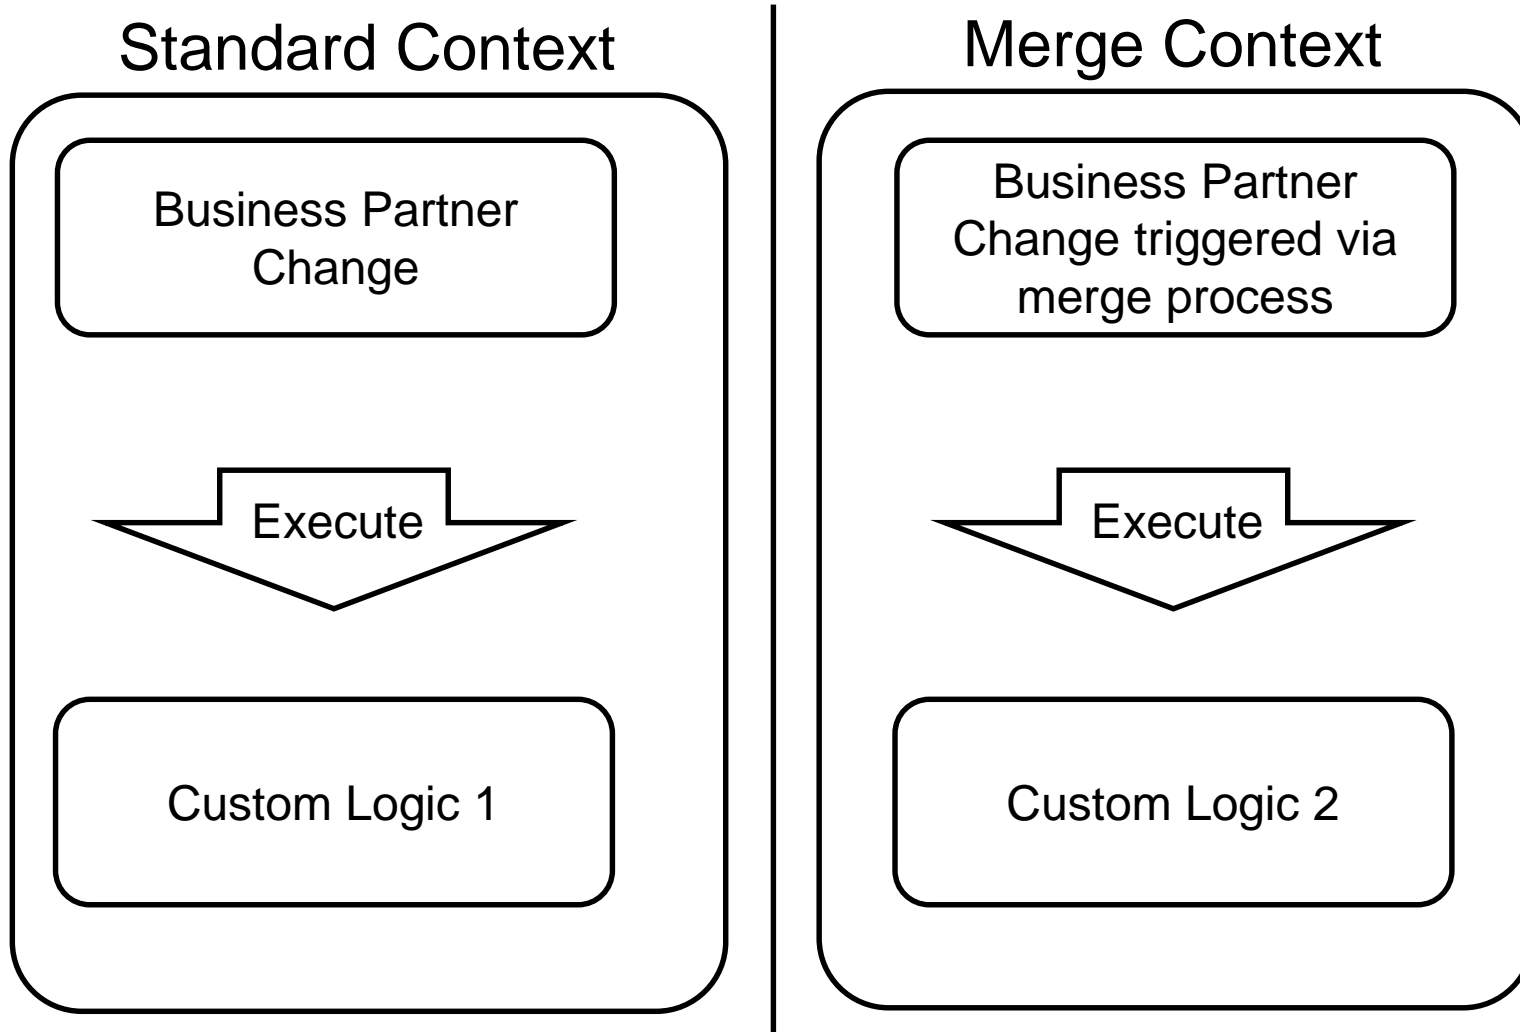 Standard Context
Business Partner
Change
Execute
Custom Logic 1
Merge Context
Business Partner
Change triggered via
merge process
Execute
Custom Logic 2